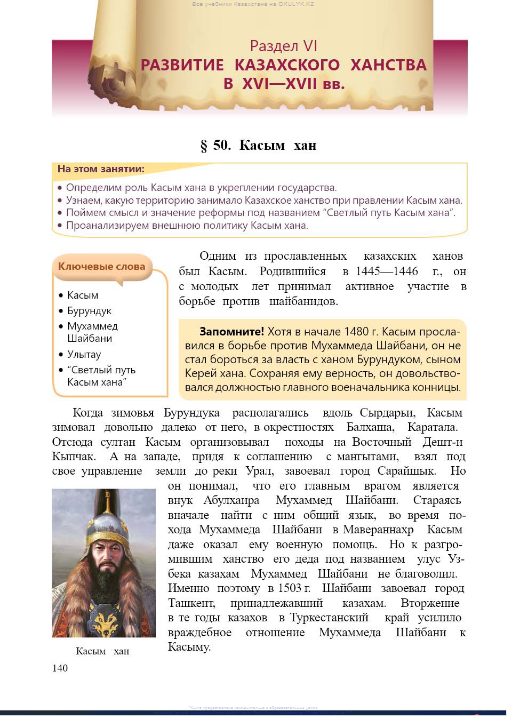 Все учебники Казахстана на OKULYK.KZ
Раздел VI
РАЗВИТИЕ КАЗАХСКОГО ХАНСТВА
В XVI—XVII вв.
§ 50. Касым хан
На этом занятии:
• Определим роль Касым хана в укреплении государства.
• Узнаем, какую территорию занимало Казахское ханство при правлении Касым хана.
• Поймем смысл и значение реформы под названием “Светлый путь Касым хана”.
• Проанализируем внешнюю политику Касым хана.
Ключевые слова
• Касым
• Бурундук
• Мухаммед
Шайбани
• Улытау
• “Светлый путь
Касым хана”
Одним из прославленных казахских ханов
был Касым. Родившийся в 1445—1446 г., он
с молодых лет принимал активное участие в
борьбе против шайбанидов.
Запомните! Хотя в начале 1480 г. Касым просла-
вился в борьбе против Мухаммеда Шайбани, он не
стал бороться за власть с ханом Бурундуком, сыном
Керей хана. Сохраняя ему верность, он довольство-
вался должностью главного военачальника конницы.
Когда зимовья Бурундука располагались вдоль Сырдарьи, Касым
зимовал довольно далеко от него, в окрестностях Балхаша, Каратала.
Отсюда султан Касым организовывал походы на Восточный Дешт-и
Кыпчак. А на западе, придя к соглашению с мангытами, взял под
свое управление земли до реки Урал, завоевал город Сарайшык. Но
он понимал, что его главным врагом является
внук Абулхаира Мухаммед Шайбани. Стараясь
вначале найти с ним общий язык, во время по-
хода Мухаммеда Шайбани в Мавераннахр Касым
даже оказал ему военную помощь. Но к разгро-
мившим ханство его деда под названием улус Уз-
бека казахам Мухаммед Шайбани не благоволил.
Именно поэтому в 1503 г. Шайбани завоевал город
Ташкент, принадлежавший казахам. Вторжение
в те годы казахов в Туркестанский край усилило
враждебное отношение Мухаммеда Шайбани к
Касыму.
Касым хан
140